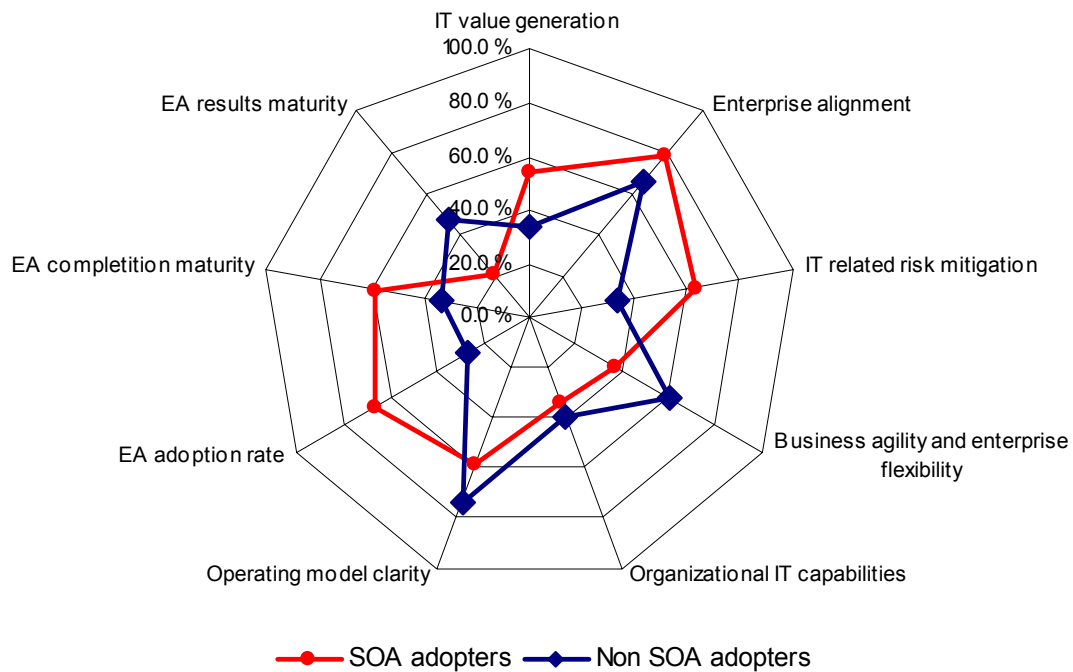 IT value generation
100.0 %
EA results maturity
80.0 %
Enterprise alignment
60.0 %
40.0 %
EA completition maturity
IT related risk mitigation
20.0 %
0.0 %
EA adoption rate
Business agility and enterprise
flexibility
Operating model clarity
Organizational IT capabilities
SOA adopters
Non SOA adopters